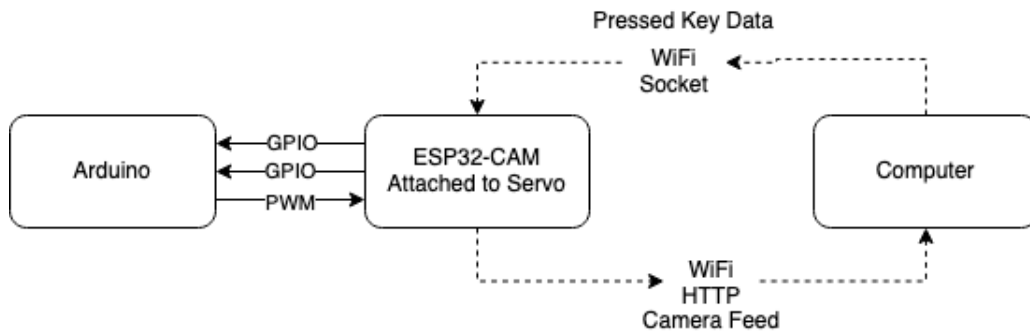 Pressed Key Data
WiFi
Socket
Arduino
GPIO
GPIO
PWM
ESP32-CAM
Attached to Servo
Computer
WiFi
HTTP
Camera Feed